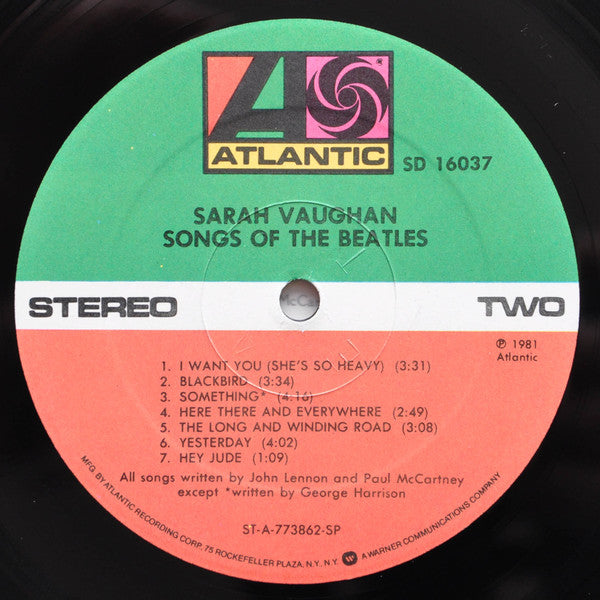 ATLANTIC
SD 16037
SARAH VAUGHAN
SONGS OF THE BEATLES
STEREO
TWO
℗ 1981
Atlantic
1. I WANT YOU (SHE'S SO HEAVY) (3:31)
2. BLACKBIRD (3:34)
3. SOMETHING* (4:16)
4. HERE THERE AND EVERYWHERE (2:49)
5. THE LONG AND WINDING ROAD (3:08)
6. YESTERDAY (4:02)
7. HEY JUDE (1:09)
All songs written by John Lennon and Paul McCartney
except *written by George Harrison
ST-A-773862-SP
MFG. BY ATLANTIC RECORDING CORP. 75 ROCKEFELLER PLAZA, N.Y. N.Y. A WARNER COMMUNICATIONS COMPANY